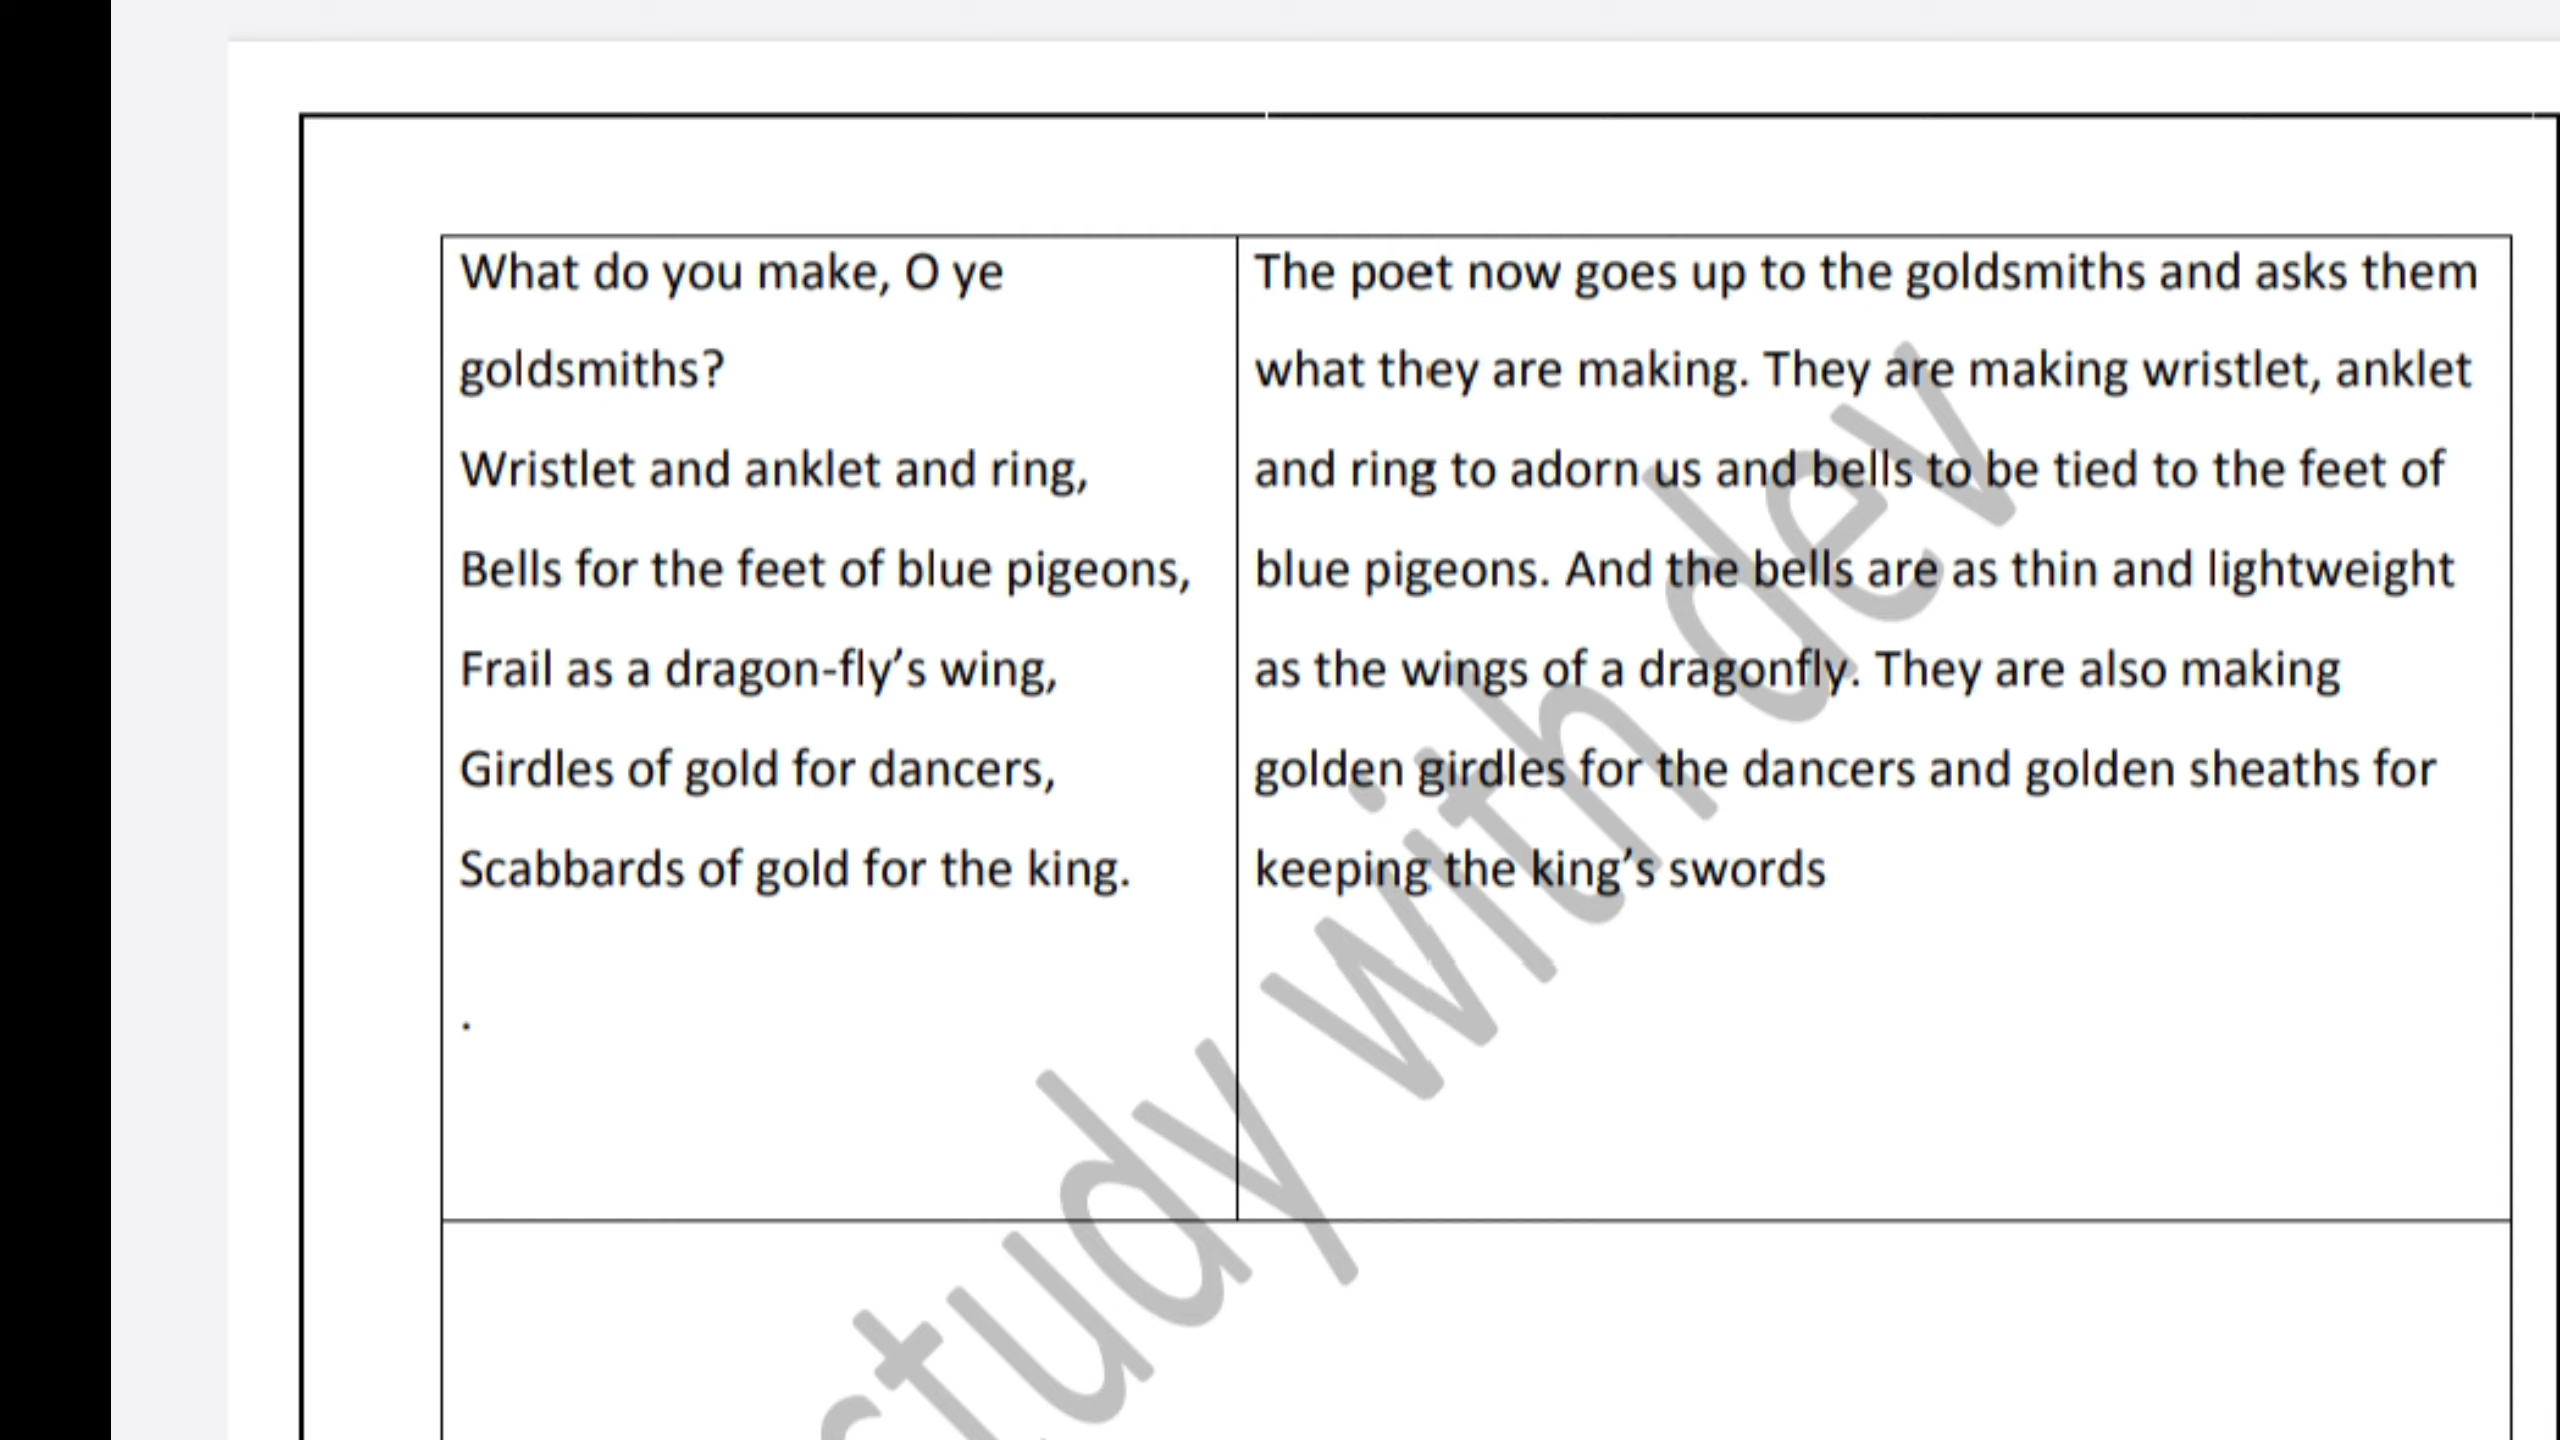 What do you make, O ye
goldsmiths?
Wristlet and anklet and ring,
Bells for the feet of blue pigeons,
Frail as a dragon-fly’s wing,
Girdles of gold for dancers,
Scabbards of gold for the king.
.
The poet now goes up to the goldsmiths and asks them
what they are making. They are making wristlet, anklet
and ring to adorn us and bells to be tied to the feet of
blue pigeons. And the bells are as thin and lightweight
as the wings of a dragonfly. They are also making
golden girdles for the dancers and golden sheaths for
keeping the king’s swords
study with dev